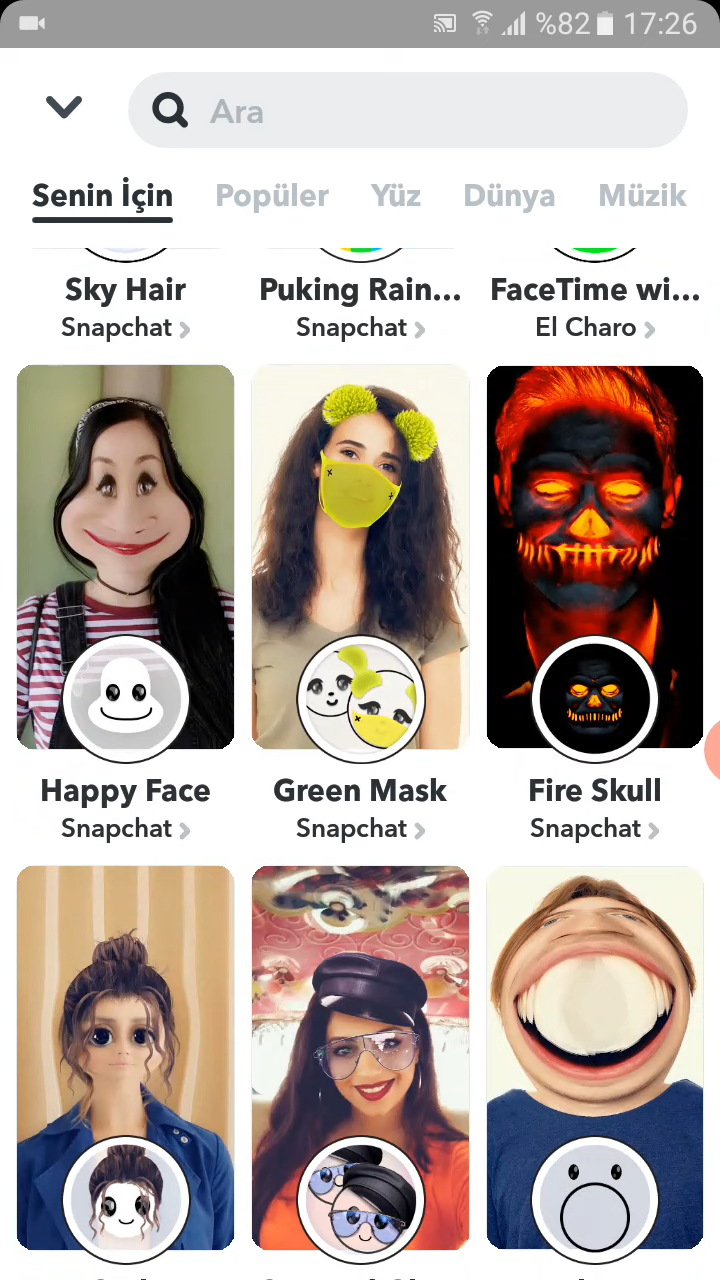 %82 17:26
Ara
Senin İçin Popüler Yüz Dünya Müzik
Sky Hair Puking Rain... FaceTime wi...
Snapchat Snapchat El Charo
Happy Face Green Mask Fire Skull
Snapchat Snapchat Snapchat